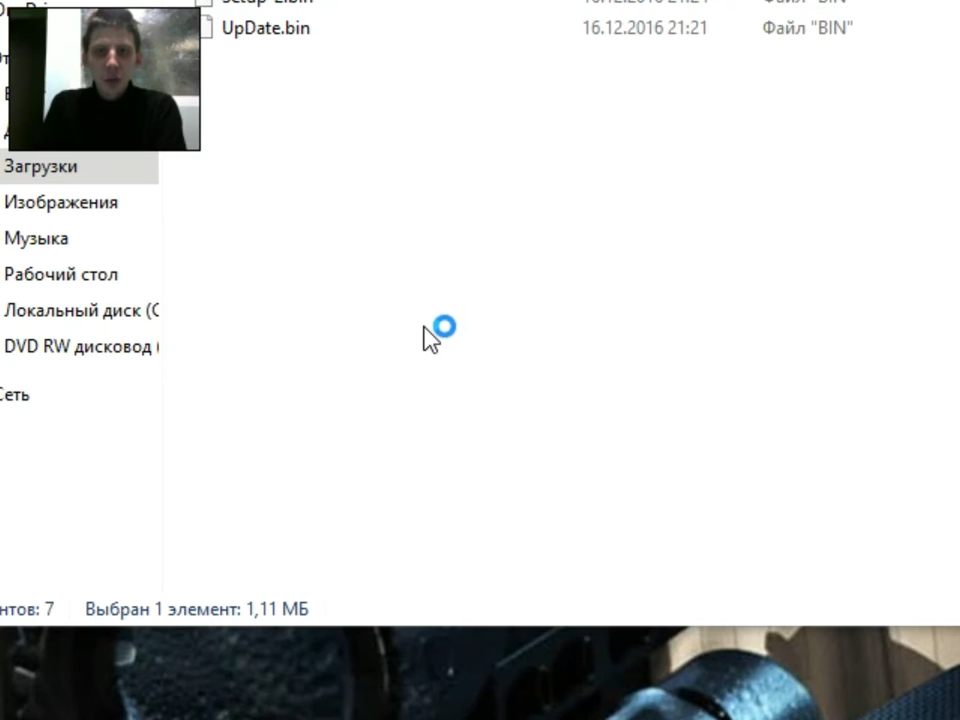 UpDate.bin 16.12.2016 21:21 Файл "BIN"
Загрузки
Изображения
Музыка
Рабочий стол
Локальный диск (C
DVD RW дисковод (
Сеть
нтов: 7 Выбран 1 элемент: 1,11 МБ